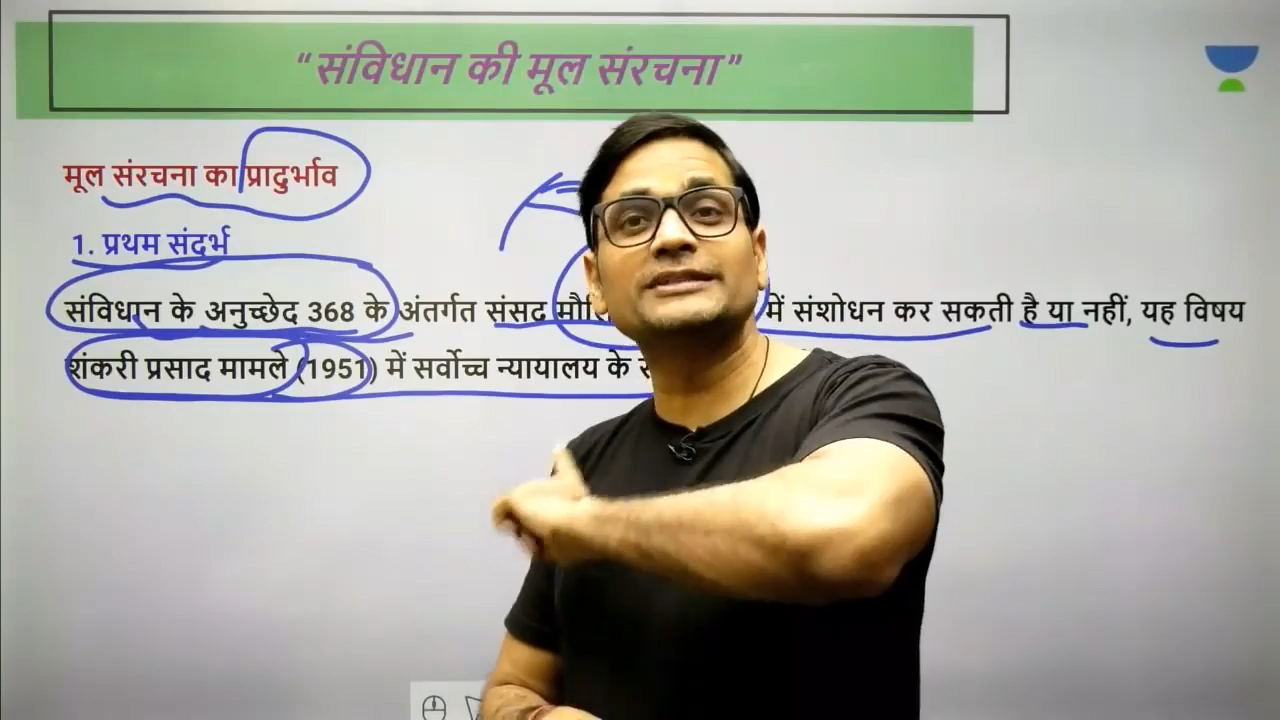 “संविधान की मूल संरचना”
मूल संरचना का प्रादुर्भाव
1. प्रथम संदर्भ
संविधान के अनुच्छेद 368 के अंतर्गत संसद में संशोधन कर सकती है या नहीं, यह विषय
शंकरी प्रसाद मामले (1951) में सर्वोच्च न्यायालय के